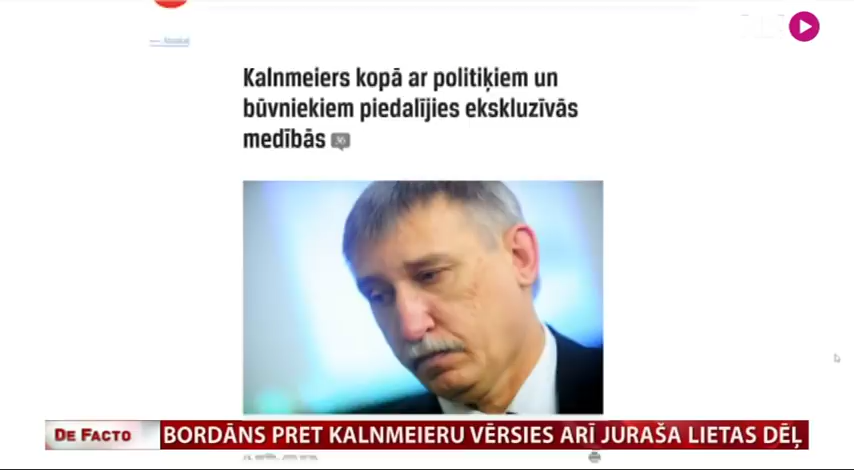 Kalnmeiers kopā ar politiķiem un
būvniekiem piedalījies ekskluzīvās
medībās 36
DE FACTO
BORDĀNS PRET KALNMEIERU VĒRSIES ARĪ JURAŠA LIETAS DĒĻ